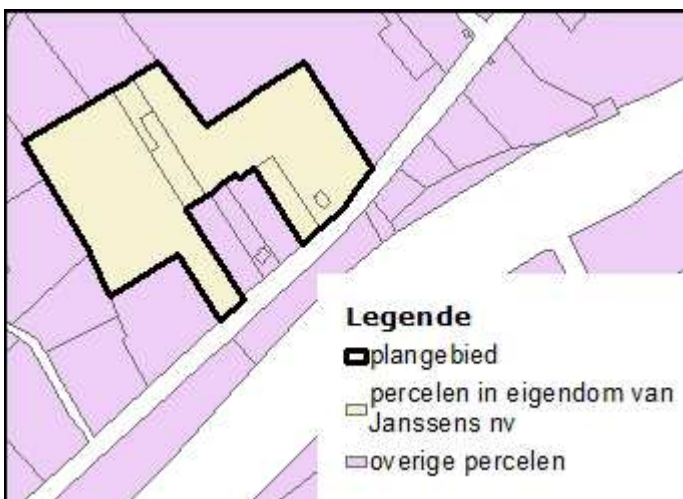 Legende
plangebied
percelen in eigendom van
Janssens nv
overige percelen